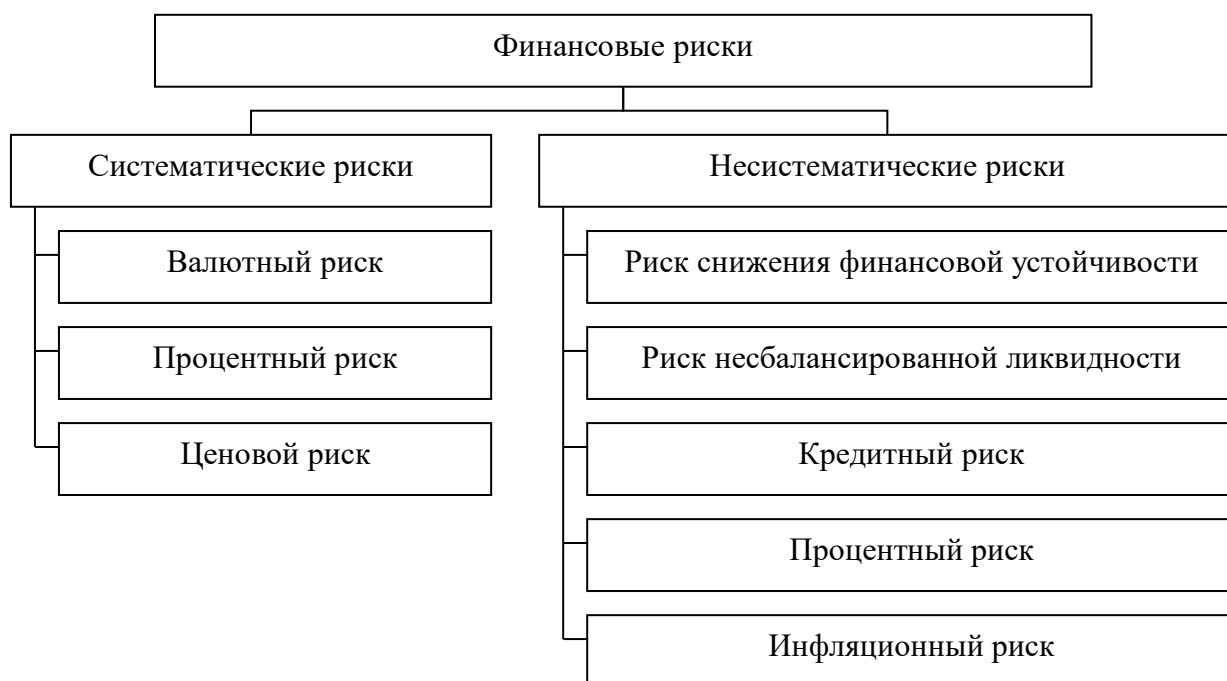 Финансовые риски
Систематические риски
Несистематические риски
Валютный риск
Риск снижения финансовой устойчивости
Процентный риск
Риск несбалансированной ликвидности
Ценовой риск
Кредитный риск
Процентный риск
Инфляционный риск